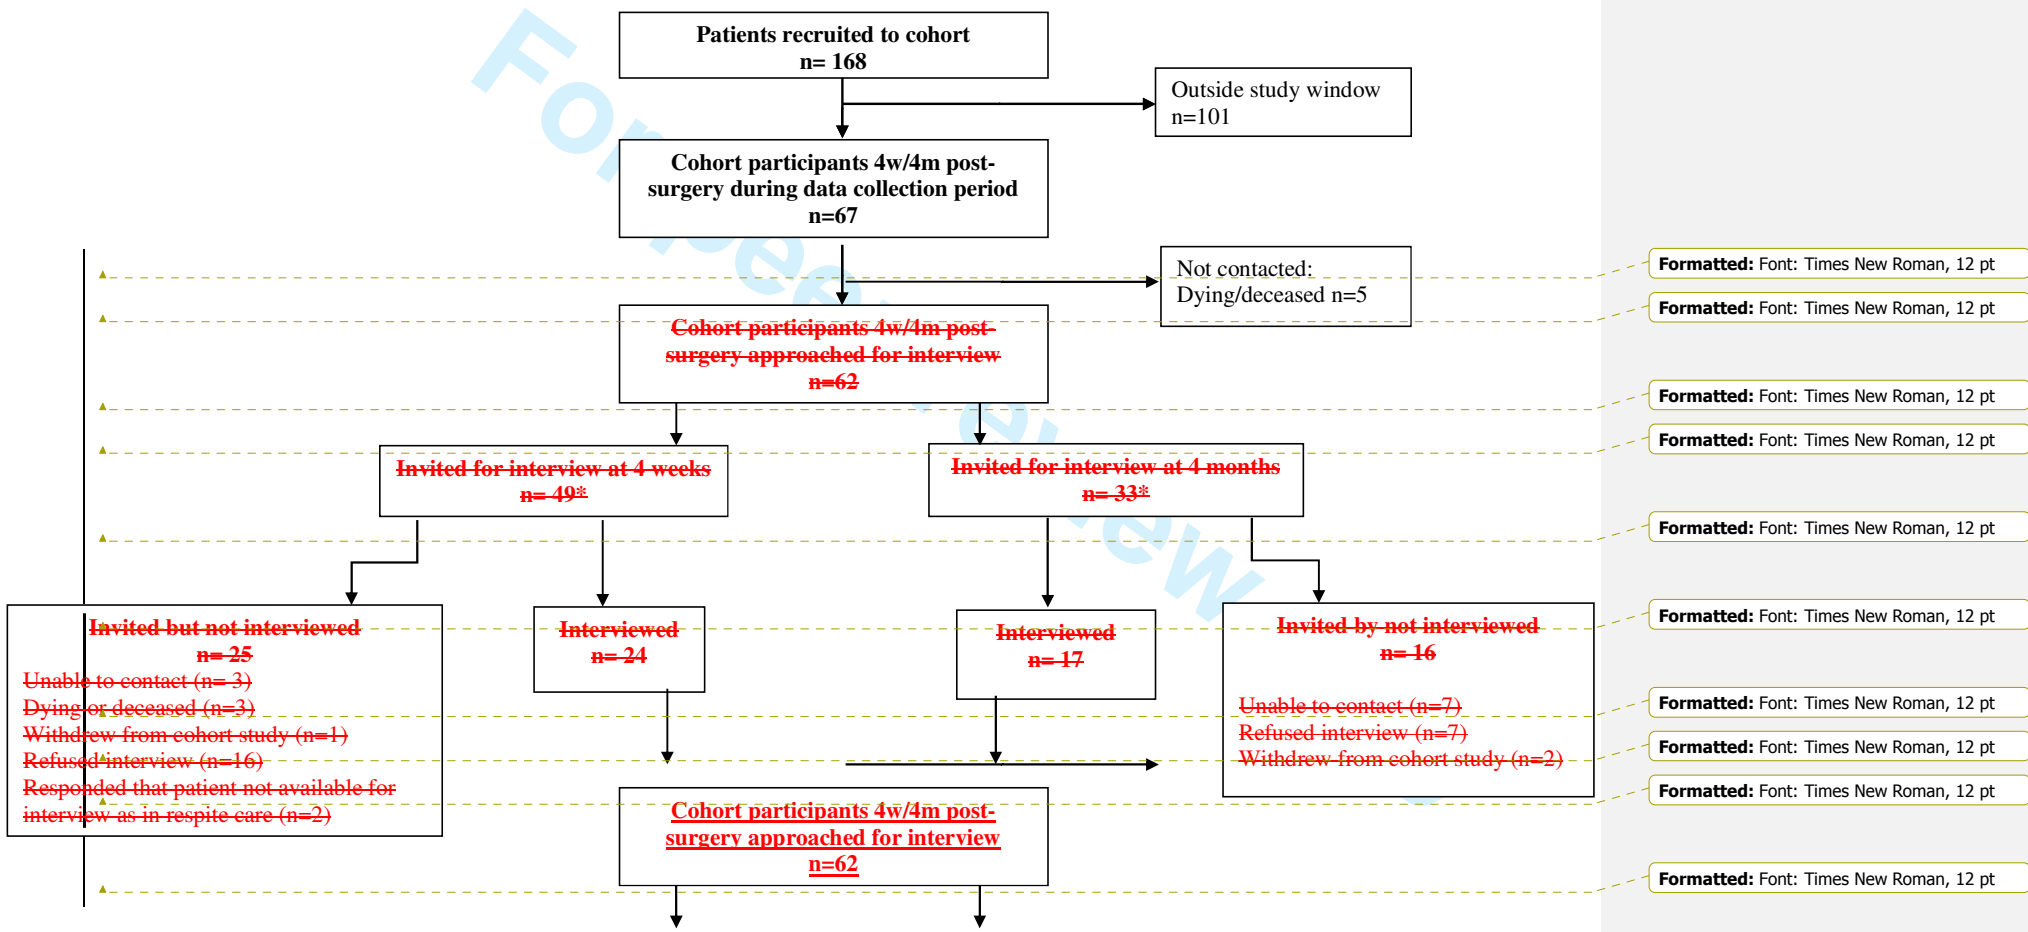 Patients recruited to cohort
n= 168
Outside study window
n=101
Cohort participants 4w/4m post-
surgery during data collection period
n=67
Not contacted:
Dying/deceased n=5
Cohort participants 4w/4m post-
surgery approached for interview
n=62
Invited for interview at 4 weeks
n= 49*
Invited for interview at 4 months
n= 33*
Invited but not interviewed
n= 25
Unable to contact (n= 3)
Dying or deceased (n=3)
Withdrew from cohort study (n=1)
Refused interview (n=16)
Responded that patient not available for
interview as in respite care (n=2)
Interviewed
n= 24
Interviewed
n= 17
Invited by not interviewed
n= 16
Unable to contact (n=7)
Refused interview (n=7)
Withdrew from cohort study (n=2)
Cohort participants 4w/4m post-
surgery approached for interview
n=62
Formatted: Font: Times New Roman, 12 pt
Formatted: Font: Times New Roman, 12 pt
Formatted: Font: Times New Roman, 12 pt
Formatted: Font: Times New Roman, 12 pt
Formatted: Font: Times New Roman, 12 pt
Formatted: Font: Times New Roman, 12 pt
Formatted: Font: Times New Roman, 12 pt
Formatted: Font: Times New Roman, 12 pt
Formatted: Font: Times New Roman, 12 pt
Formatted: Font: Times New Roman, 12 pt
For peer review